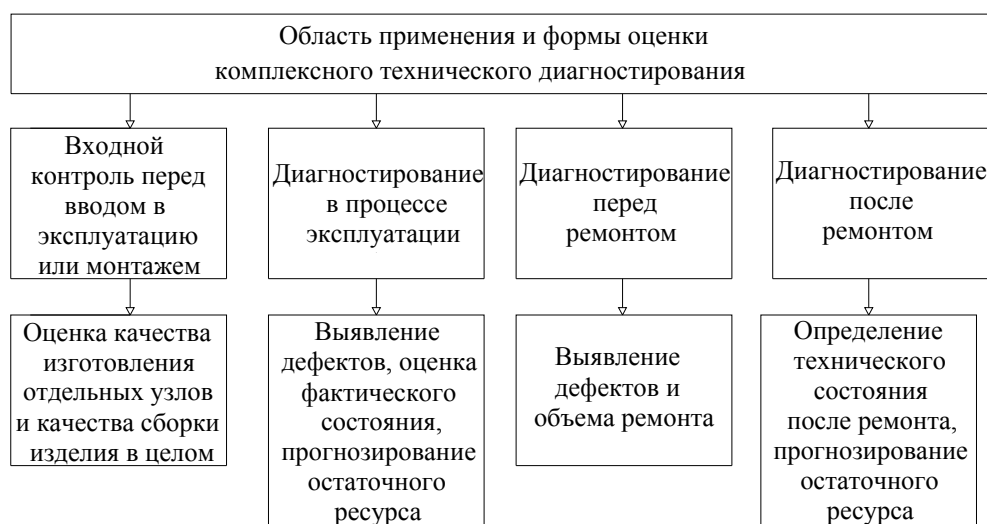 Область применения и формы оценки
комплексного технического диагностирования
Входной
контроль перед
вводом в
эксплуатацию
или монтажем
Диагностирование
в процессе
эксплуатации
Диагностирование
перед
ремонтом
Диагностирование
после
ремонтом
Оценка качества
изготовления
отдельных узлов
и качества сборки
изделия в целом
Выявление
дефектов, оценка
фактического
состояния,
прогнозирование
остаточного
ресурса
Выявление
дефектов и
объема ремонта
Определение
технического
состояния
после ремонта,
прогнозирование
остаточного
ресурса